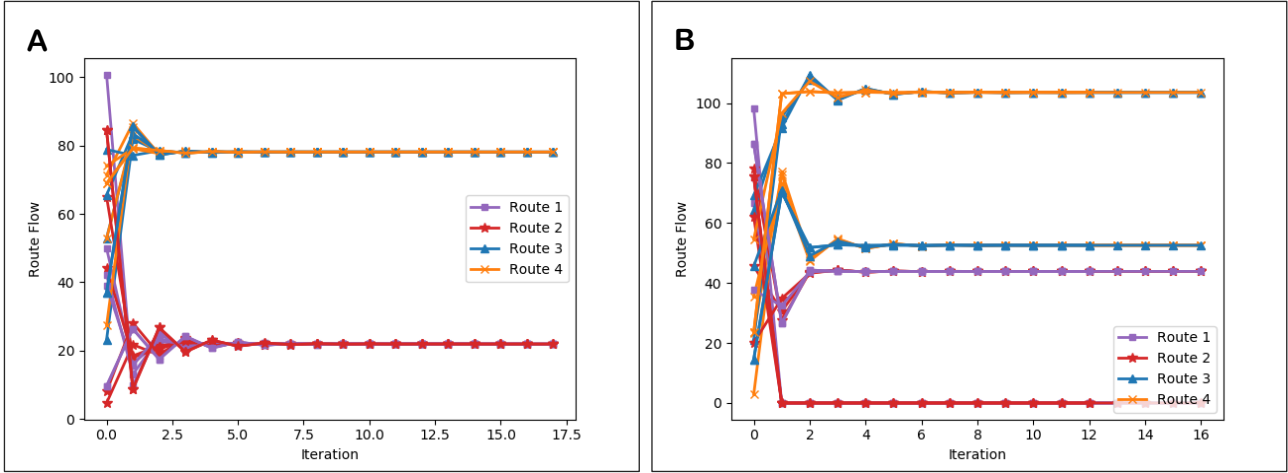 A
100
80
60
40
20
0
Route Flow
Route 1
Route 2
Route 3
Route 4
0.0 2.5 5.0 7.5 10.0 12.5 15.0 17.5
Iteration
B
100
80
60
40
20
0
Route Flow
Route 1
Route 2
Route 3
Route 4
0 2 4 6 8 10 12 14 16
Iteration